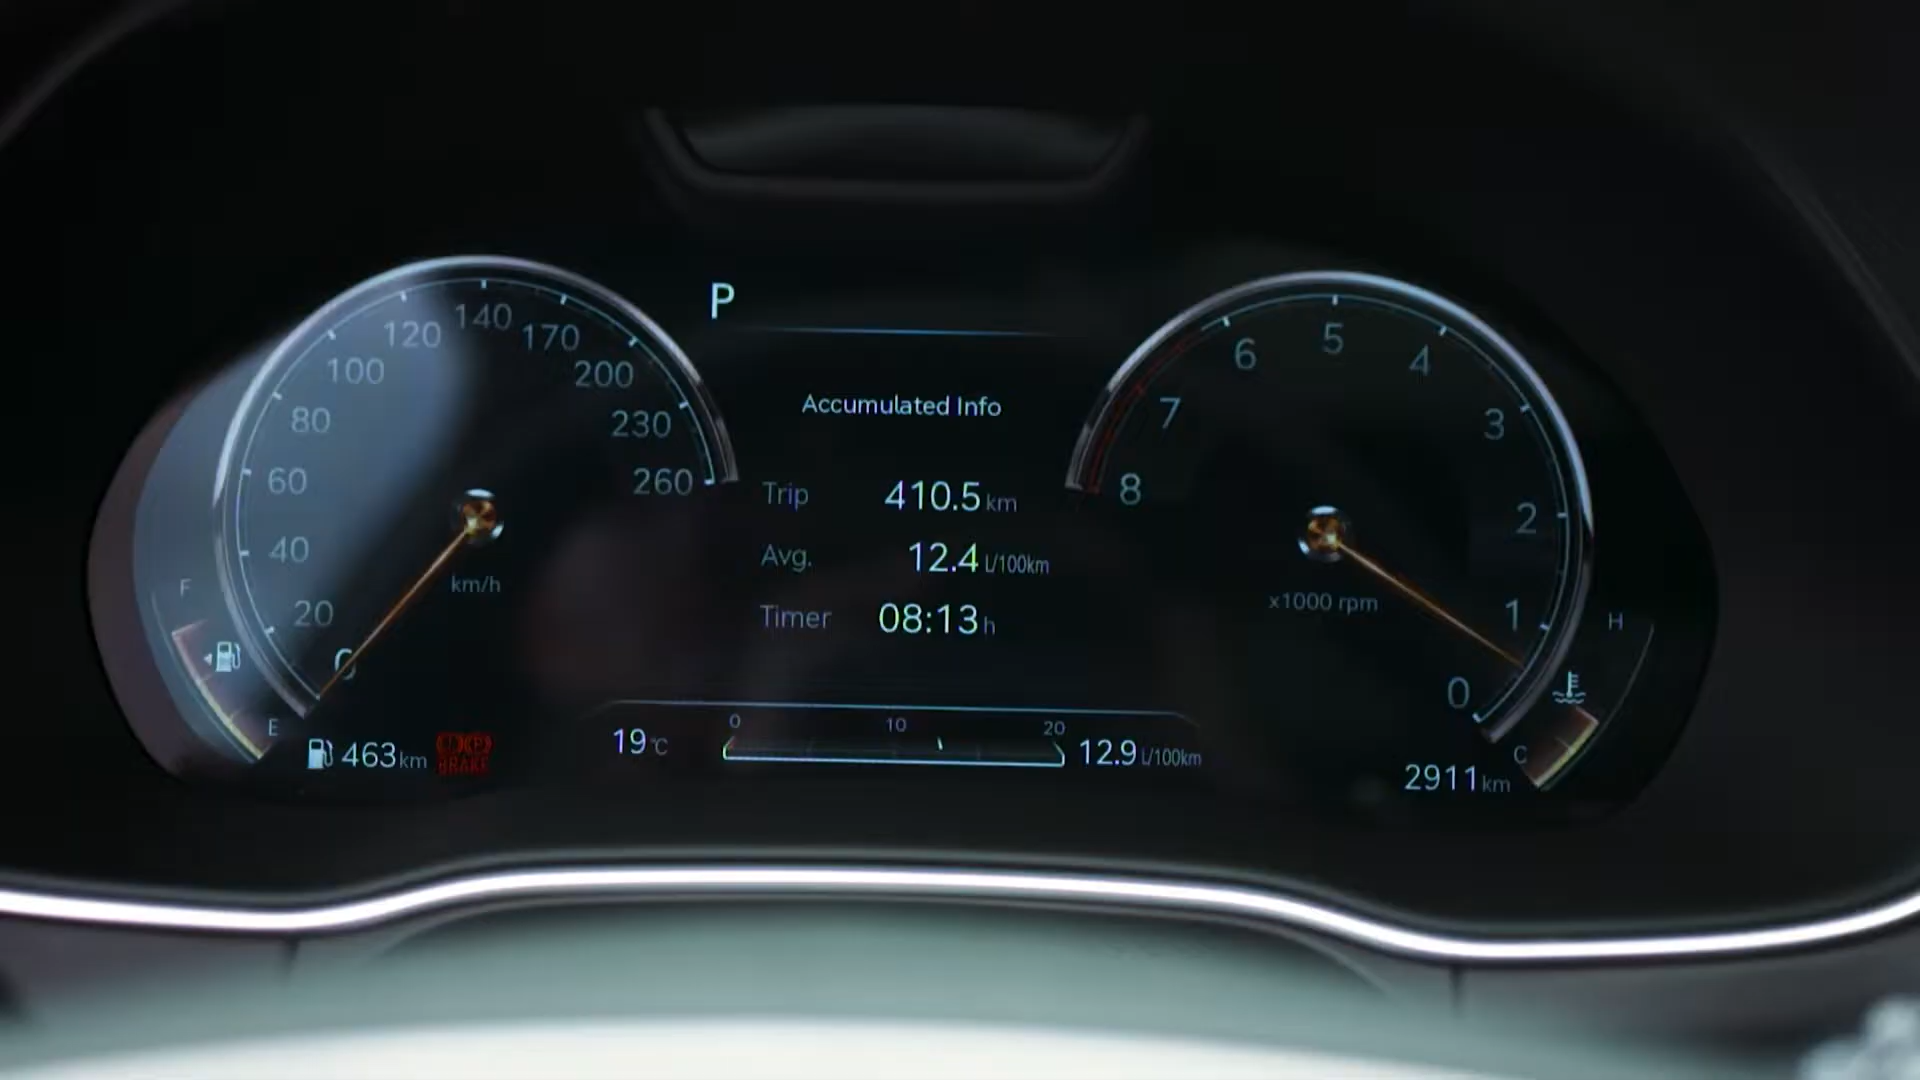 P
140
120
170
100
200
80
230
60
260
40
20
0
km/h
F
E
463 km
BRAKE
Accumulated Info
Trip 410.5 km
Avg. 12.4 L/100km
Timer 08:13 h
0 10 20
19 °C
12.9 L/100km
5
6
4
7
3
8
2
1
0
x1000 rpm
H
C
2911 km